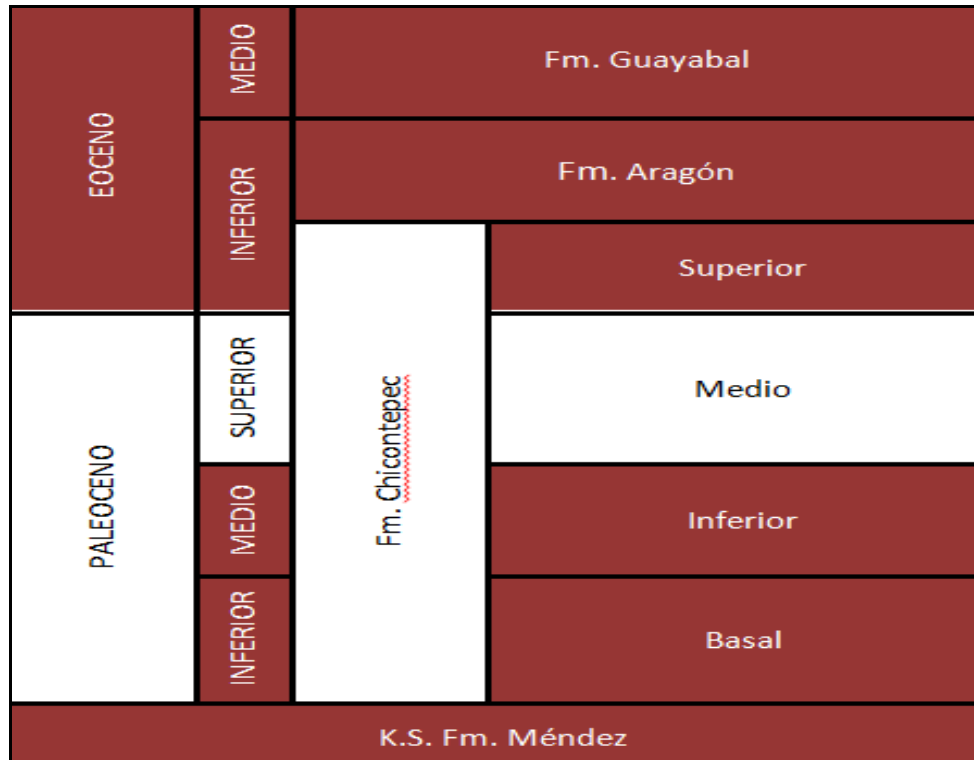 EOCENO
MEDIO
Fm. Guayabal
INFERIOR
Fm. Aragón
Superior
PALEOCENO
SUPERIOR
Fm. Chicontepec
Medio
MEDIO
Inferior
INFERIOR
Basal
K.S. Fm. Méndez